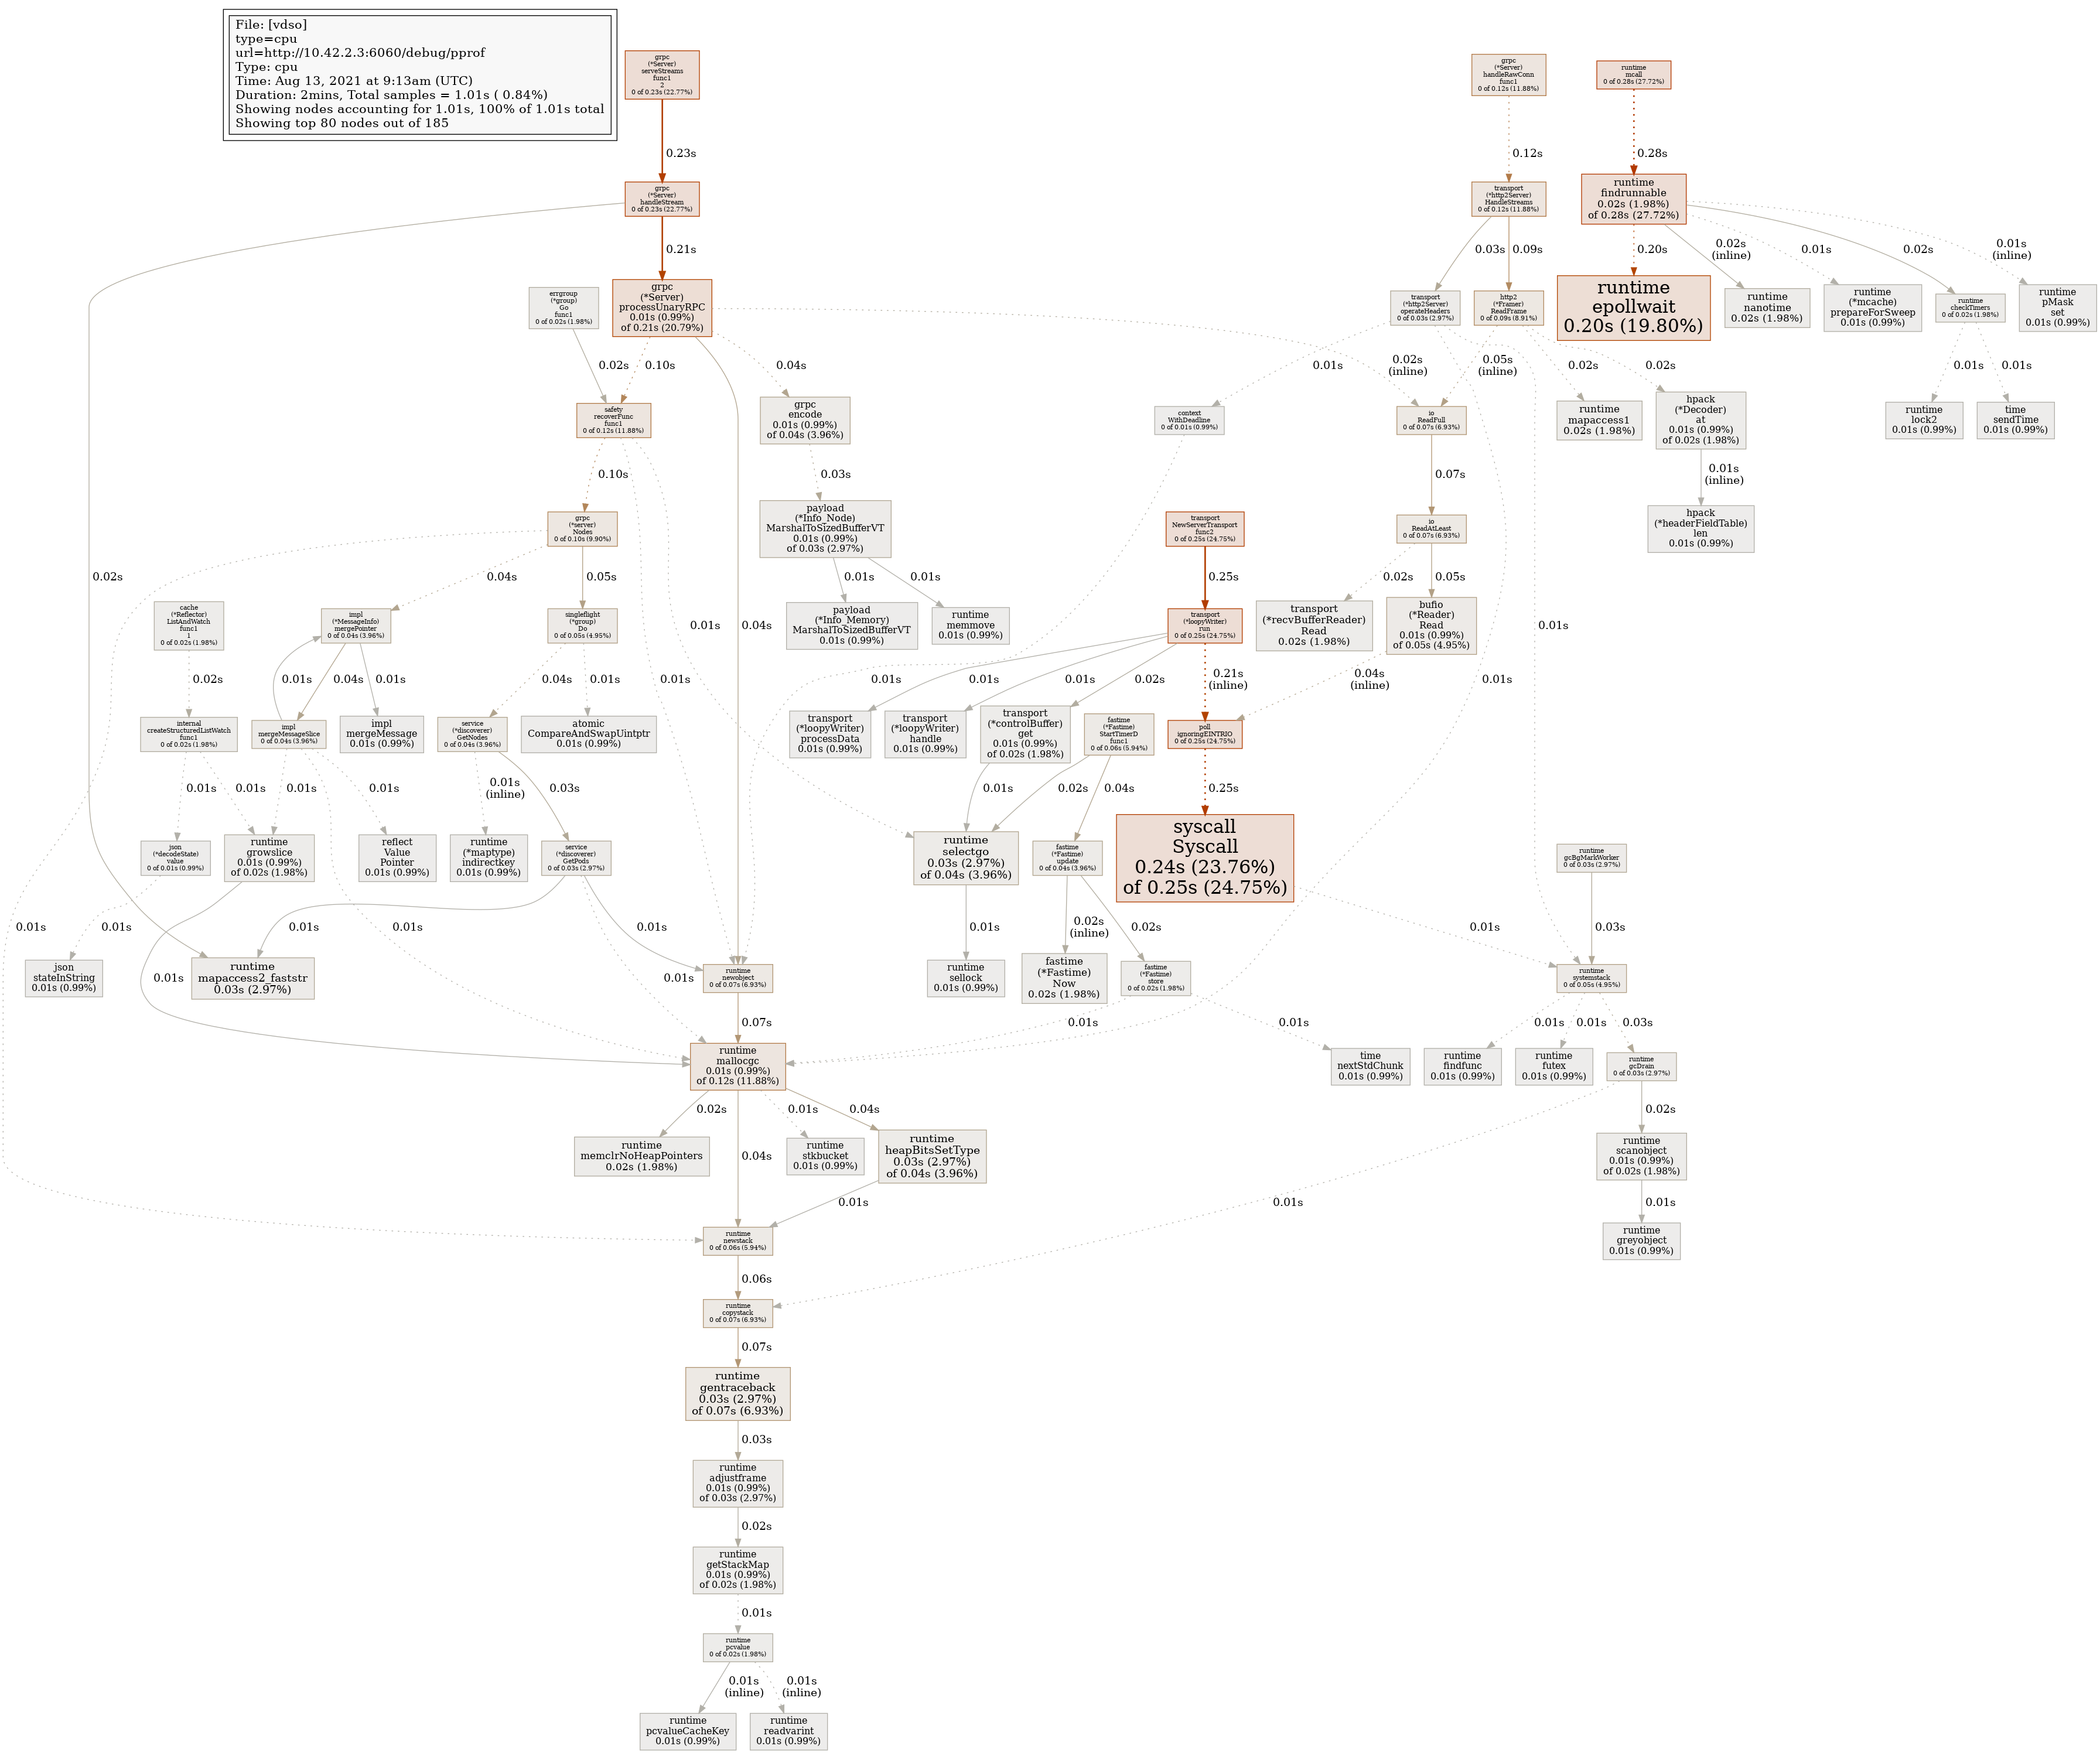 File: [vdso]
type=cpu
url=http://10.42.2.3:6060/debug/pprof
Type: cpu
Time: Aug 13, 2021 at 9:13am (UTC)
Duration: 2mins, Total samples = 1.01s ( 0.84%)
Showing nodes accounting for 1.01s, 100% of 1.01s total
Showing top 80 nodes out of 185
grpc
(*Server)
serveStreams
func1
2
0 of 0.23s (22.77%)
grpc
(*Server)
handleRawConn
func1
0 of 0.12s (11.88%)
runtime
mcall
0 of 0.28s (27.72%)
0.23s
0.12s
0.28s
grpc
(*Server)
handleStream
0 of 0.23s (22.77%)
transport
(*http2Server)
HandleStreams
0 of 0.12s (11.88%)
runtime
findrunnable
0.02s (1.98%)
of 0.28s (27.72%)
0.21s
0.03s
0.09s
0.20s
0.02s
(inline)
0.01s
0.02s
0.01s
(inline)
errgroup
(*group)
Go
func1
0 of 0.02s (1.98%)
grpc
(*Server)
processUnaryRPC
0.01s (0.99%)
of 0.21s (20.79%)
transport
(*http2Server)
operateHeaders
0 of 0.03s (2.97%)
http2
(*Framer)
ReadFrame
0 of 0.09s (8.91%)
runtime
epollwait
0.20s (19.80%)
runtime
nanotime
0.02s (1.98%)
runtime
(*mcache)
prepareForSweep
0.01s (0.99%)
runtime
checkTimers
0 of 0.02s (1.98%)
runtime
pMask
set
0.01s (0.99%)
0.02s
0.10s
0.04s
0.01s
0.02s
(inline)
0.05s
(inline)
0.02s
0.02s
0.01s
0.01s
safety
recoverFunc
func1
0 of 0.12s (11.88%)
grpc
encode
0.01s (0.99%)
of 0.04s (3.96%)
context
WithDeadline
0 of 0.01s (0.99%)
io
ReadFull
0 of 0.07s (6.93%)
runtime
mapaccess1
0.02s (1.98%)
hpack
(*Decoder)
at
0.01s (0.99%)
of 0.02s (1.98%)
runtime
lock2
0.01s (0.99%)
time
sendTime
0.01s (0.99%)
0.10s
0.03s
0.07s
0.01s
(inline)
grpc
(*server)
Nodes
0 of 0.10s (9.90%)
payload
(*Info_Node)
MarshalToSizedBufferVT
0.01s (0.99%)
of 0.03s (2.97%)
transport
NewServerTransport
func2
0 of 0.25s (24.75%)
io
ReadAtLeast
0 of 0.07s (6.93%)
hpack
(*headerFieldTable)
len
0.01s (0.99%)
0.02s
0.04s
0.05s
0.01s
0.01s
0.25s
0.02s
0.05s
cache
(*Reflector)
ListAndWatch
func1
1
0 of 0.02s (1.98%)
impl
(*MessageInfo)
mergePointer
0 of 0.04s (3.96%)
singleflight
(*group)
Do
0 of 0.05s (4.95%)
0.01s
0.04s
payload
(*Info_Memory)
MarshalToSizedBufferVT
0.01s (0.99%)
runtime
memmove
0.01s (0.99%)
transport
(*loopyWriter)
run
0 of 0.25s (24.75%)
transport
(*recvBufferReader)
Read
0.02s (1.98%)
bufio
(*Reader)
Read
0.01s (0.99%)
of 0.05s (4.95%)
0.01s
0.02s
0.01s
0.04s
0.01s
0.04s
0.01s
0.01s
0.01s
0.01s
0.02s
0.21s
(inline)
0.04s
(inline)
0.01s
internal
createStructuredListWatch
func1
0 of 0.02s (1.98%)
impl
mergeMessageSlice
0 of 0.04s (3.96%)
impl
mergeMessage
0.01s (0.99%)
service
(*discoverer)
GetNodes
0 of 0.04s (3.96%)
atomic
CompareAndSwapUintptr
0.01s (0.99%)
transport
(*loopyWriter)
processData
0.01s (0.99%)
transport
(*loopyWriter)
handle
0.01s (0.99%)
transport
(*controlBuffer)
get
0.01s (0.99%)
of 0.02s (1.98%)
fastime
(*Fastime)
StartTimerD
func1
0 of 0.06s (5.94%)
poll
ignoringEINTRIO
0 of 0.25s (24.75%)
0.01s
0.01s
0.01s
0.01s
0.01s
(inline)
0.03s
0.01s
0.02s
0.04s
0.25s
json
(*decodeState)
value
0 of 0.01s (0.99%)
runtime
growslice
0.01s (0.99%)
of 0.02s (1.98%)
reflect
Value
Pointer
0.01s (0.99%)
runtime
(*maptype)
indirectkey
0.01s (0.99%)
service
(*discoverer)
GetPods
0 of 0.03s (2.97%)
runtime
selectgo
0.03s (2.97%)
of 0.04s (3.96%)
fastime
(*Fastime)
update
0 of 0.04s (3.96%)
syscall
Syscall
0.24s (23.76%)
of 0.25s (24.75%)
runtime
gcBgMarkWorker
0 of 0.03s (2.97%)
0.01s
0.01s
0.01s
0.01s
0.01s
0.01s
0.02s
(inline)
0.02s
0.01s
0.03s
json
stateInString
0.01s (0.99%)
runtime
mapaccess2_faststr
0.03s (2.97%)
0.01s
0.01s
runtime
newobject
0 of 0.07s (6.93%)
runtime
sellock
0.01s (0.99%)
fastime
(*Fastime)
Now
0.02s (1.98%)
fastime
(*Fastime)
store
0 of 0.02s (1.98%)
runtime
systemstack
0 of 0.05s (4.95%)
0.07s
0.01s
0.01s
0.01s
0.01s
0.03s
runtime
mallocgc
0.01s (0.99%)
of 0.12s (11.88%)
time
nextStdChunk
0.01s (0.99%)
runtime
findfunc
0.01s (0.99%)
runtime
futex
0.01s (0.99%)
runtime
gcDrain
0 of 0.03s (2.97%)
0.02s
0.01s
0.04s
0.02s
runtime
memclrNoHeapPointers
0.02s (1.98%)
0.04s
runtime
stkbucket
0.01s (0.99%)
runtime
heapBitsSetType
0.03s (2.97%)
of 0.04s (3.96%)
runtime
scanobject
0.01s (0.99%)
of 0.02s (1.98%)
0.01s
0.01s
0.01s
runtime
newstack
0 of 0.06s (5.94%)
runtime
greyobject
0.01s (0.99%)
0.06s
runtime
copystack
0 of 0.07s (6.93%)
0.07s
runtime
gentraceback
0.03s (2.97%)
of 0.07s (6.93%)
0.03s
runtime
adjustframe
0.01s (0.99%)
of 0.03s (2.97%)
0.02s
runtime
getStackMap
0.01s (0.99%)
of 0.02s (1.98%)
0.01s
runtime
pcvalue
0 of 0.02s (1.98%)
0.01s
(inline)
0.01s
(inline)
runtime
pcvalueCacheKey
0.01s (0.99%)
runtime
readvarint
0.01s (0.99%)